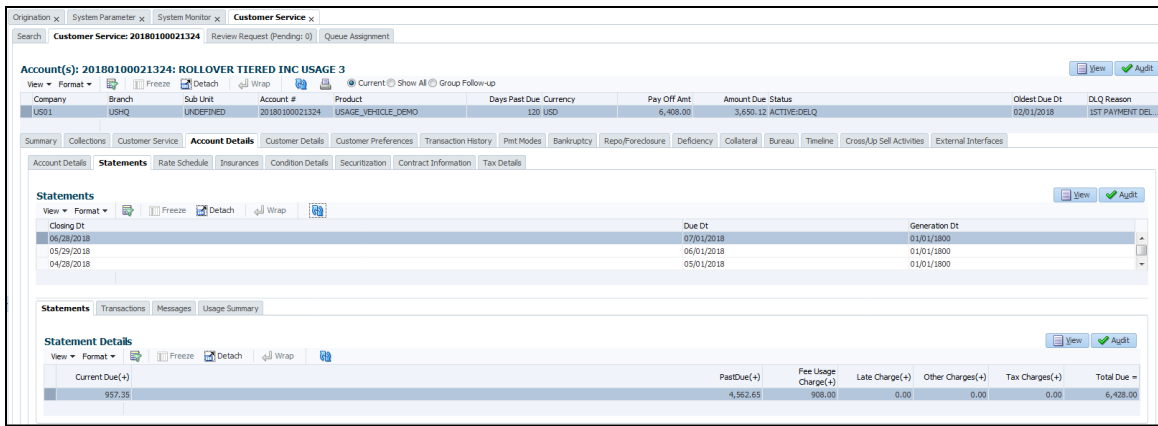 Origination x System Parameter x System Monitor x Customer Service x
Search Customer Service: 20180100021324 Review Request (Pending: 0) Queue Assignment
Account(s): 20180100021324: ROLLOVER TIERED INC USAGE 3 View Audit
View Format Freeze Detach Wrap Current Show All Group Follow-up
Company Branch Sub Unit Account # Product Days Past Due Currency Pay Off Amt Amount Due Status Oldest Due Dt DLQ Reason
US01 USHQ UNDEFINED 20180100021324 USAGE_VEHICLE_DEMO 120 USD 6,408.00 3,650.12 ACTIVE:DELQ 02/01/2018 1ST PAYMENT DEL...
Summary Collections Customer Service Account Details Customer Details Customer Preferences Transaction History Pmt Modes Bankruptcy Repo/Foreclosure Deficiency Collateral Bureau Timeline Cross/Up Sell Activities External Interfaces
Account Details Statements Rate Schedule Insurances Condition Details Securitization Contract Information Tax Details
Statements View Audit
View Format Freeze Detach Wrap
Closing Dt Due Dt Generation Dt
06/28/2018 07/01/2018 01/01/1800
05/29/2018 06/01/2018 01/01/1800
04/28/2018 05/01/2018 01/01/1800
Statements Transactions Messages Usage Summary
Statement Details View Audit
View Format Freeze Detach Wrap
Current Due(+) PastDue(+) Fee Usage Charge(+) Late Charge(+) Other Charges(+) Tax Charges(+) Total Due =
957.35 4,562.65 908.00 0.00 0.00 0.00 6,428.00